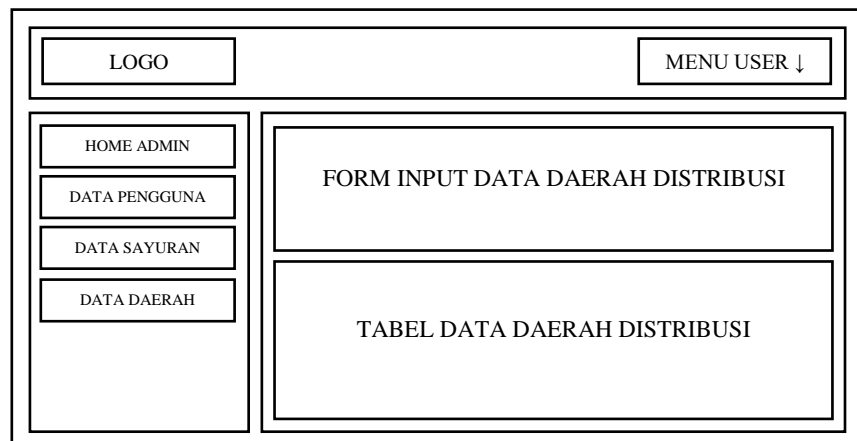 LOGO
MENU USER ↓
HOME ADMIN
DATA PENGGUNA
DATA SAYURAN
DATA DAERAH
FORM INPUT DATA DAERAH DISTRIBUSI
TABEL DATA DAERAH DISTRIBUSI